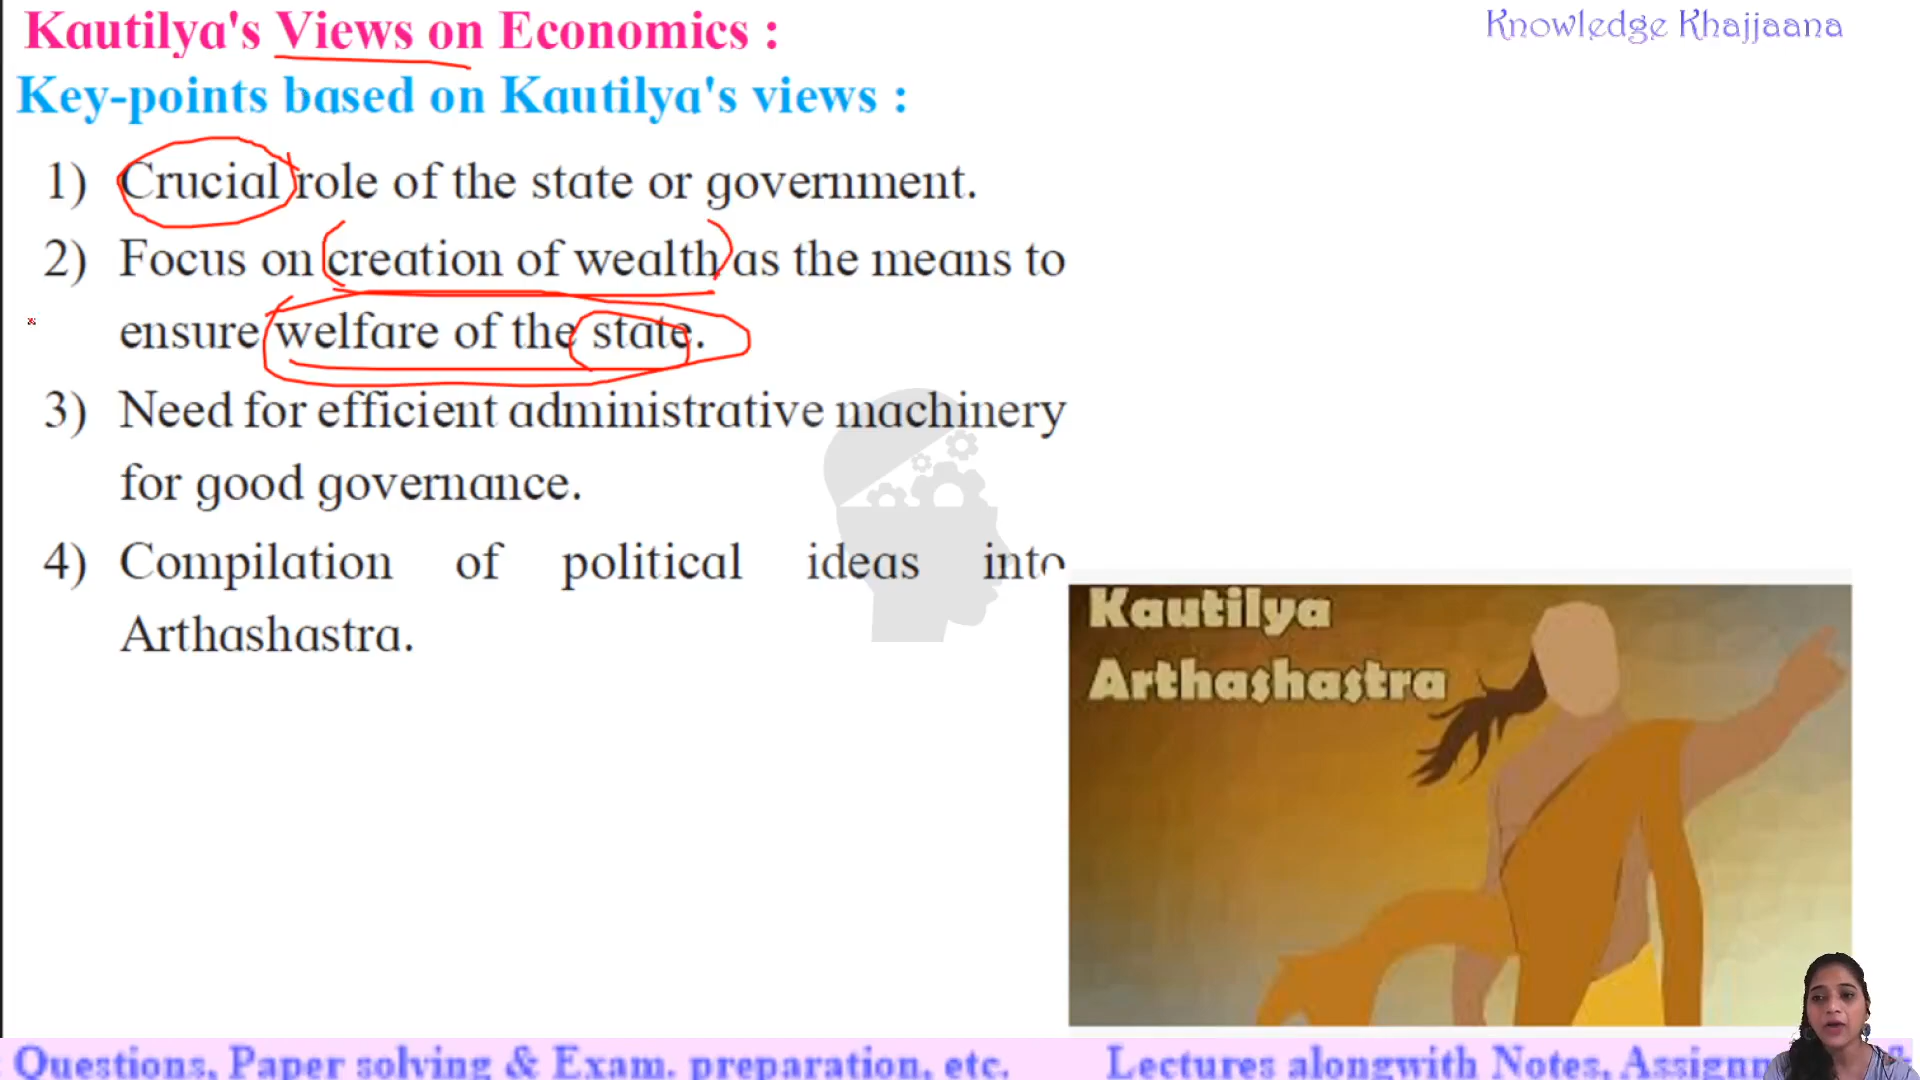 Kautilya's Views on Economics :
Knowledge Khajjaana
Key-points based on Kautilya's views :
1) Crucial role of the state or government.
2) Focus on creation of wealth as the means to
ensure welfare of the state.
3) Need for efficient administrative machinery
for good governance.
4) Compilation of political ideas into
Arthashastra.
Kautilya
Arthashastra
Questions, Paper solving & Exam. preparation, etc. Lectures alongwith Notes,